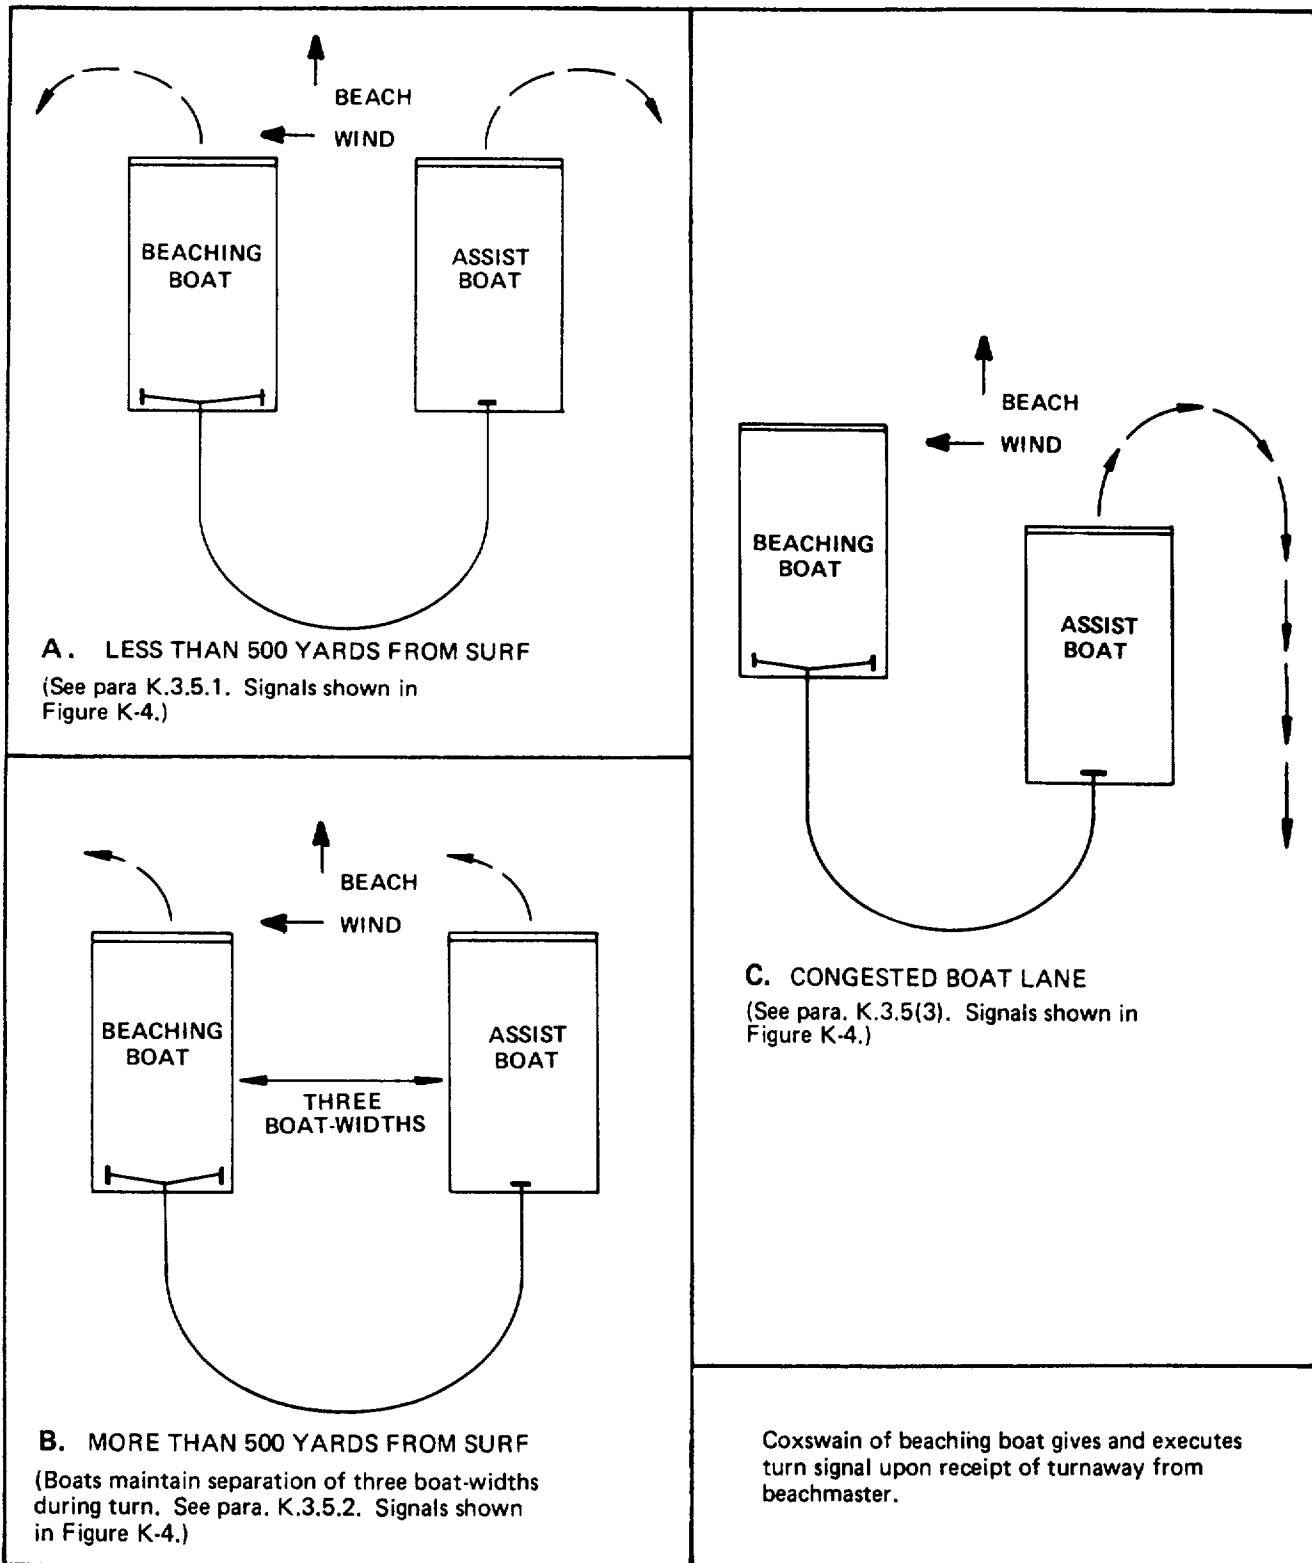 BEACH
WIND
BEACHING
BOAT
ASSIST
BOAT
A. LESS THAN 500 YARDS FROM SURF
(See para K.3.5.1. Signals shown in
Figure K-4.)
BEACH
WIND
BEACHING
BOAT
ASSIST
BOAT
THREE
BOAT-WIDTHS
B. MORE THAN 500 YARDS FROM SURF
(Boats maintain separation of three boat-widths
during turn. See para. K.3.5.2. Signals shown
in Figure K-4.)
BEACH
WIND
BEACHING
BOAT
ASSIST
BOAT
C. CONGESTED BOAT LANE
(See para. K.3.5(3). Signals shown in
Figure K-4.)
Coxswain of beaching boat gives and executes
turn signal upon receipt of turnaway from
beachmaster.